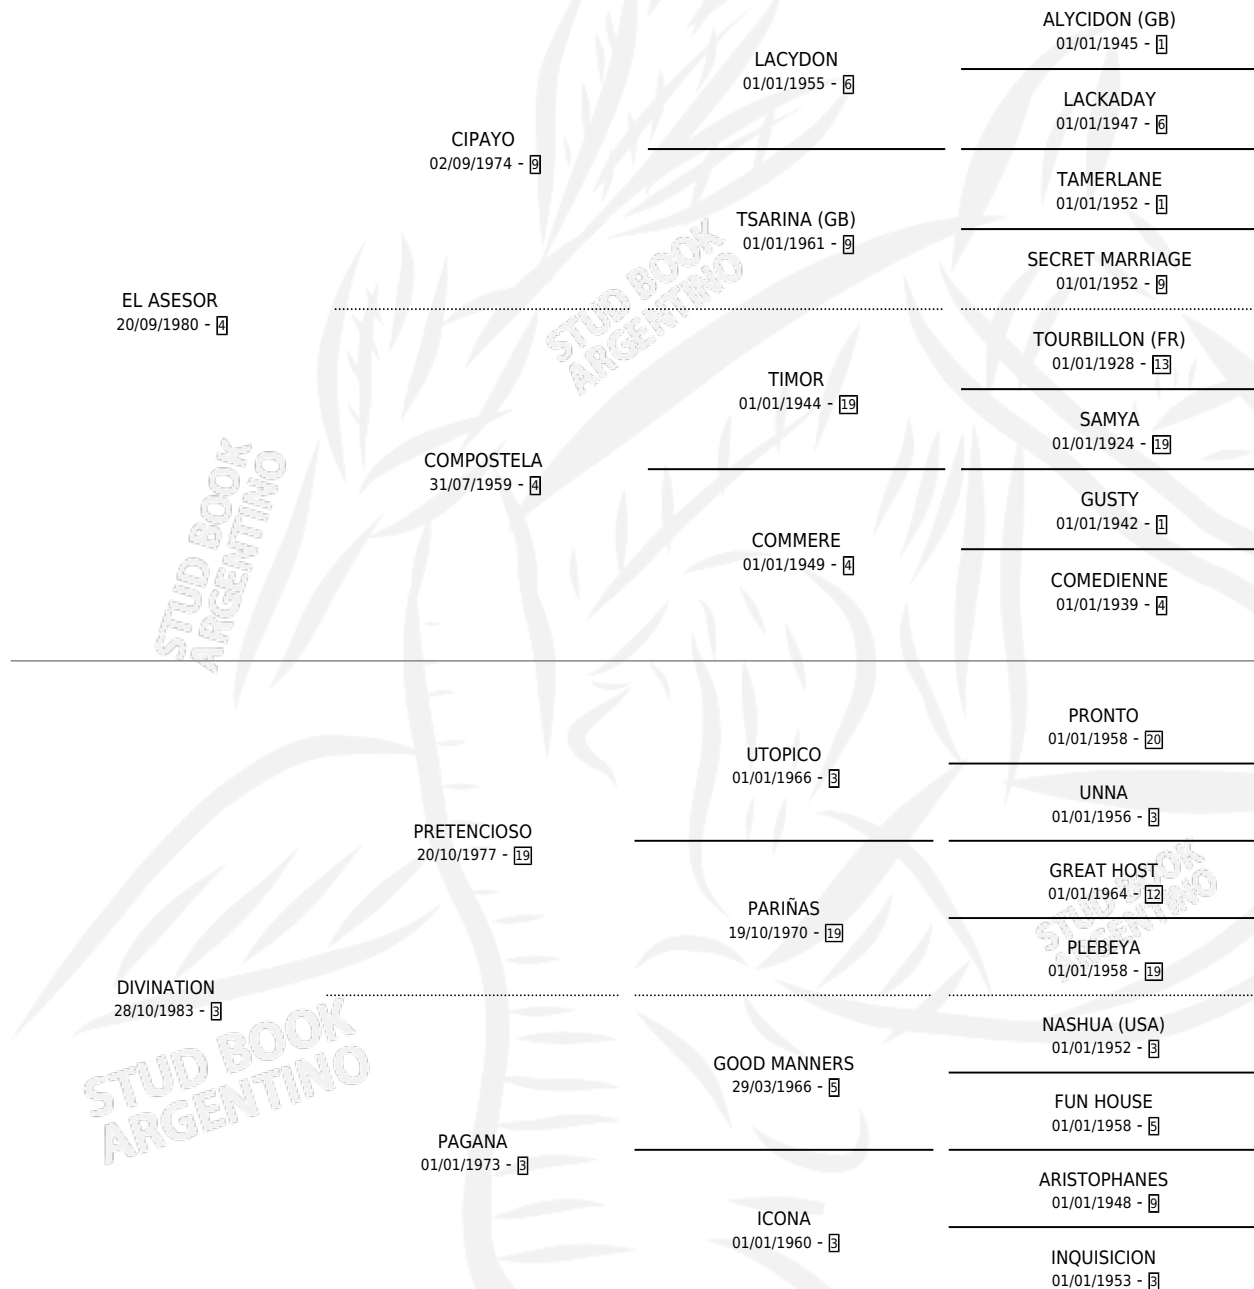 ALYCIDON (GB)
01/01/1945 - 1
LACYDON
01/01/1955 - 6
LACKADAY
01/01/1947 - 6
CIPAYO
02/09/1974 - 9
TAMERLANE
01/01/1952 - 1
TSARINA (GB)
01/01/1961 - 9
SECRET MARRIAGE
01/01/1952 - 9
EL ASESOR
20/09/1980 - 4
STUD BOOK
ARGENTINO
TOURBILLON (FR)
01/01/1928 - 13
TIMOR
01/01/1944 - 19
SAMYA
01/01/1924 - 19
COMPOSTELA
31/07/1959 - 4
GUSTY
01/01/1942 - 1
COMMERE
01/01/1949 - 4
COMEDIENNE
01/01/1939 - 4
STUD BOOK
ARGENTINO
PRONTO
01/01/1958 - 20
UTOPICO
01/01/1966 - 3
UNNA
01/01/1956 - 3
PRETENCIOSO
20/10/1977 - 19
GREAT HOST
01/01/1964 - 12
PARIÑAS
19/10/1970 - 19
PLEBEYA
01/01/1958 - 19
STUD BOOK
ARGENTINO
DIVINATION
28/10/1983 - 3
STUD BOOK
ARGENTINO
NASHUA (USA)
01/01/1952 - 3
GOOD MANNERS
29/03/1966 - 5
FUN HOUSE
01/01/1958 - 5
PAGANA
01/01/1973 - 3
ARISTOPHANES
01/01/1948 - 9
ICONA
01/01/1960 - 3
INQUISICION
01/01/1953 - 3